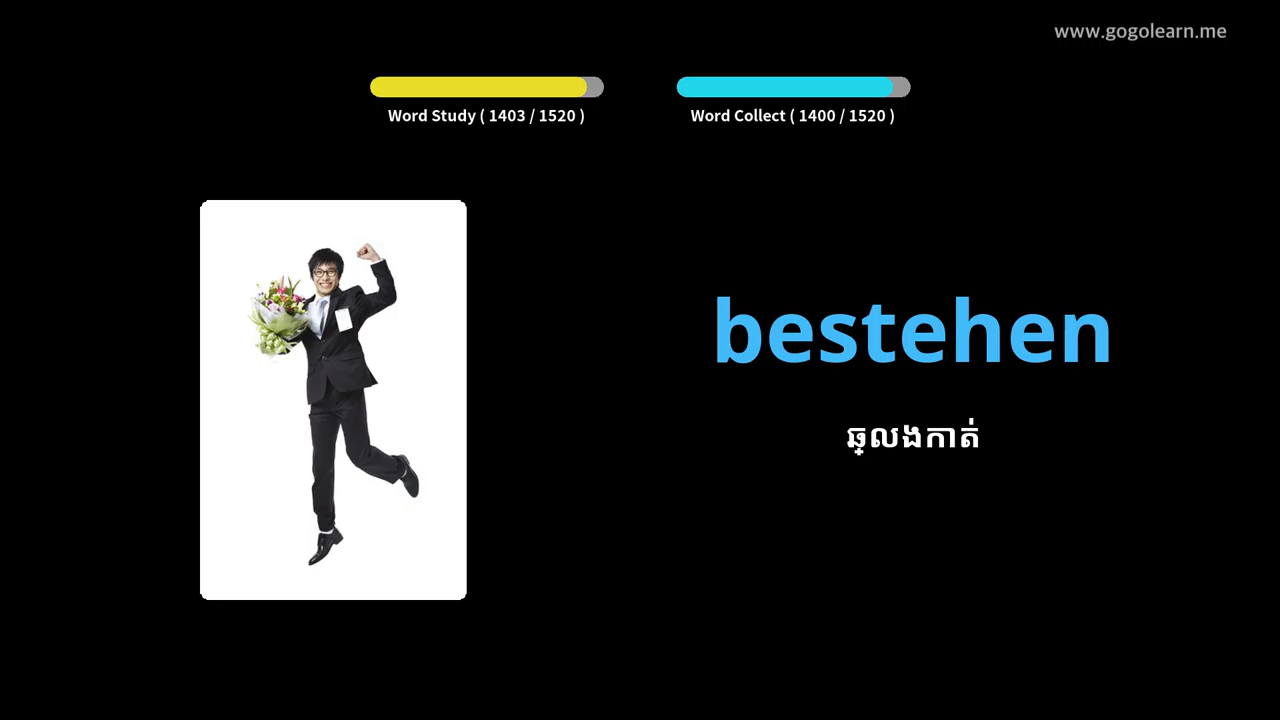 www.gogolearn.me
Word Study ( 1403 / 1520 )
Word Collect ( 1400 / 1520 )
bestehen
ឆ្លងកាត់